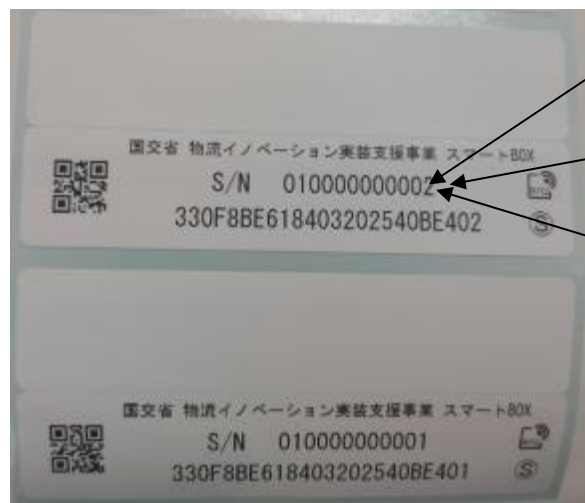 国交省 物流イノベーション実装支援事業 スマートBOX
S/N 010000000002
330F8BE618403202540BE402
S
国交省 物流イノベーション実装支援事業 スマートBOX
S/N 010000000001
330F8BE618403202540BE401
S